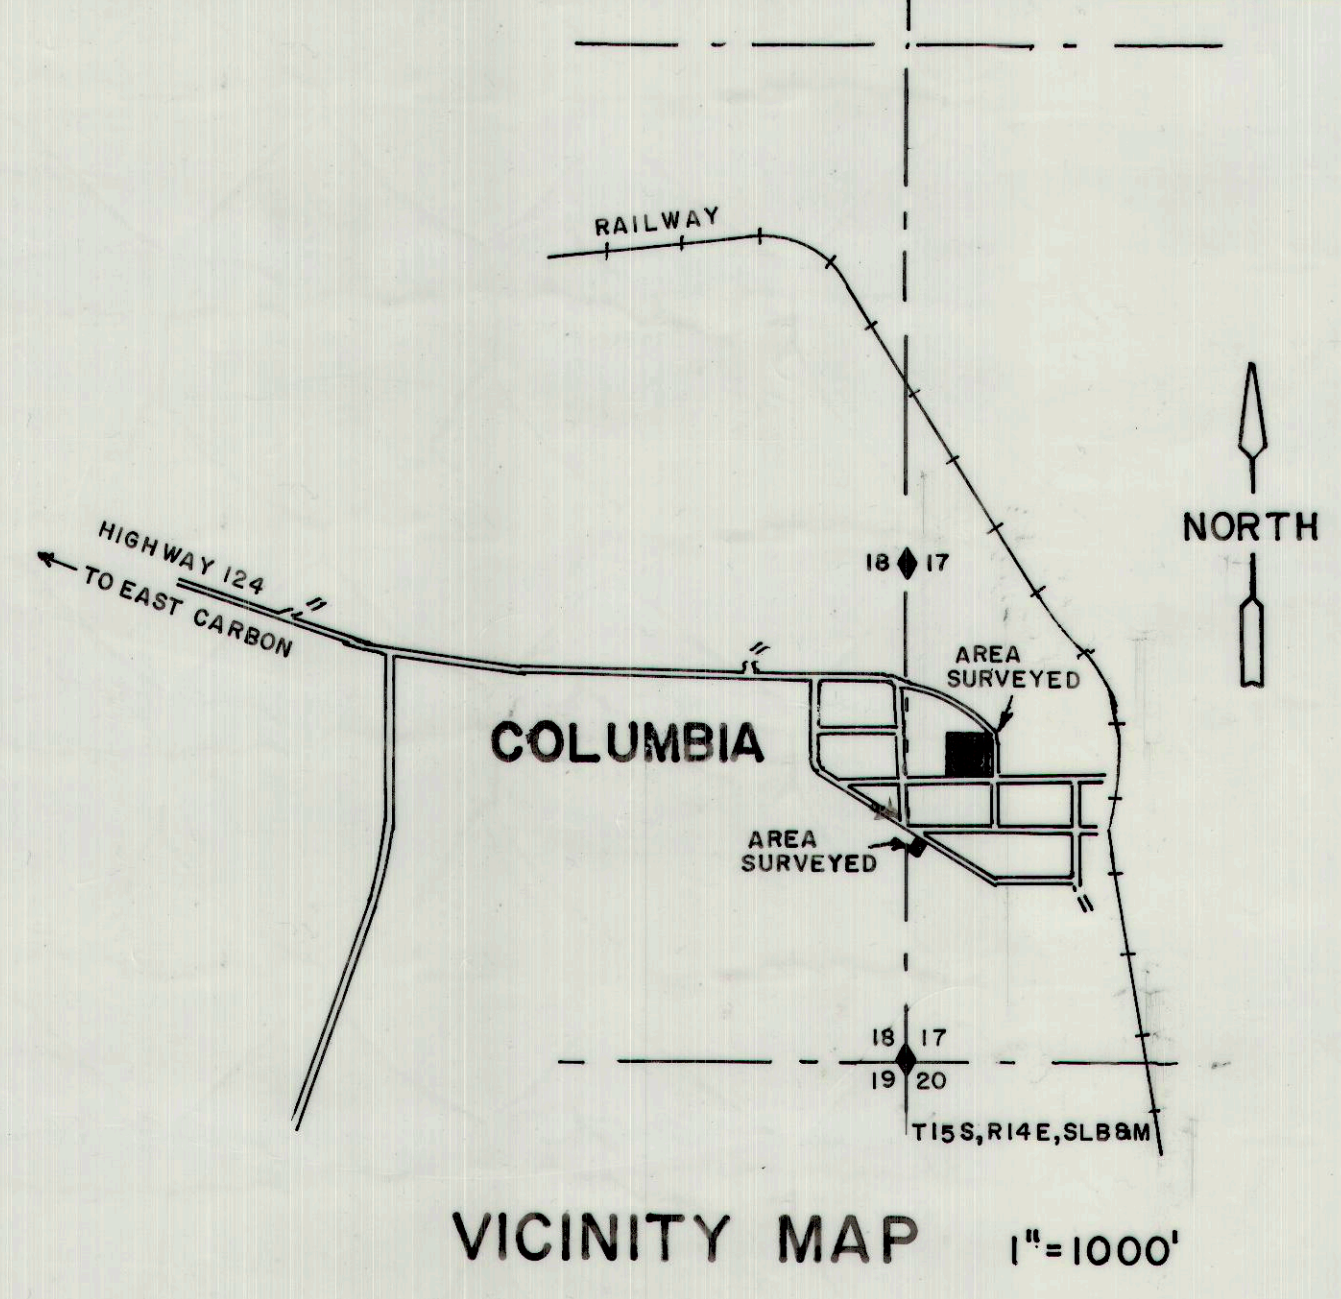 RAILWAY
HIGHWAY 124
TO EAST CARBON
NORTH
18 17
AREA
SURVEYED
COLUMBIA
AREA
SURVEYED
18 17
19 20
T15S,R14E,SLB&M
VICINITY MAP 1"=1000'